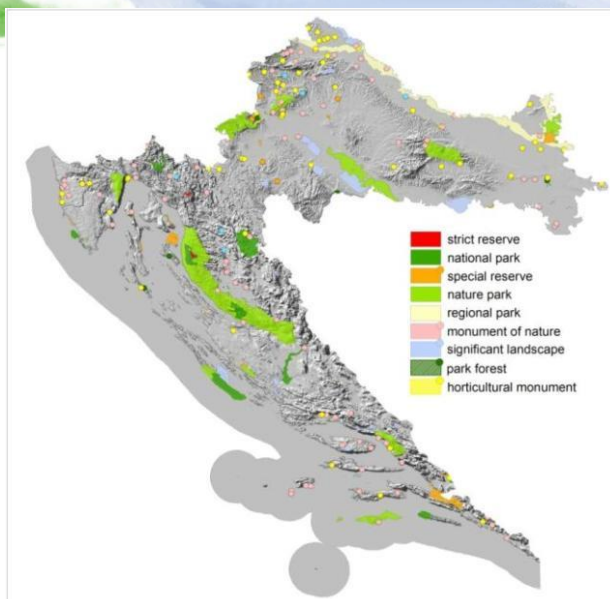 strict reserve
national park
special reserve
nature park
regional park
monument of nature
significant landscape
park forest
horticultural monument